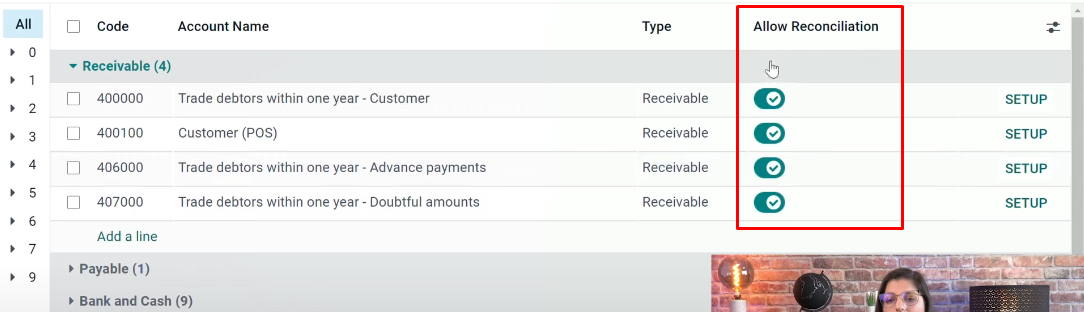 All Code Account Name Type Allow Reconciliation
0 Receivable (4)
1 400000 Trade debtors within one year - Customer Receivable SETUP
2
3 400100 Customer (POS) Receivable SETUP
4 406000 Trade debtors within one year - Advance payments Receivable SETUP
5 407000 Trade debtors within one year - Doubtful amounts Receivable SETUP
6 Add a line
7 Payable (1)
9 Bank and Cash (9)